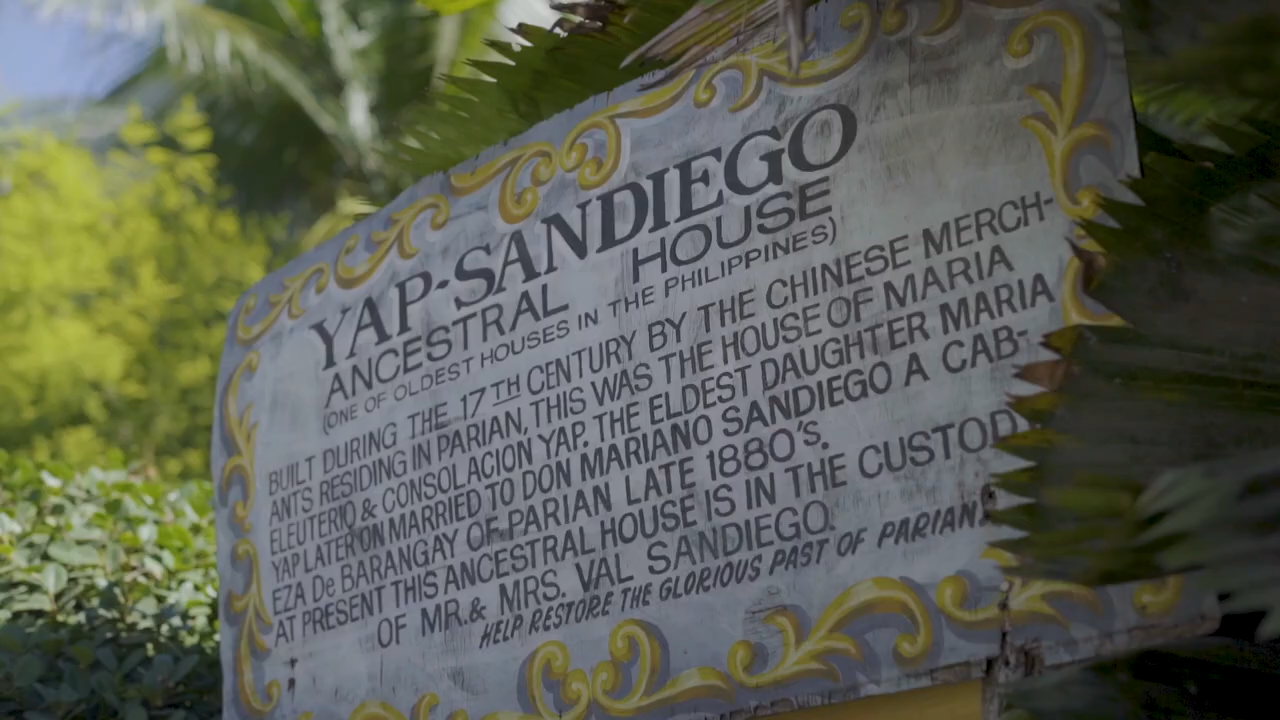 YAP-SANDIEGO
ANCESTRAL HOUSE
(ONE OF OLDEST HOUSES IN THE PHILIPPINES)
BUILT DURING THE 17TH CENTURY BY THE CHINESE MERCH-
ANTS RESIDING IN PARIAN, THIS WAS THE HOUSE OF MARIA
ELEUTERIO & CONSOLACION YAP. THE ELDEST DAUGHTER MARIA
YAP LATER ON MARRIED TO DON MARIANO SANDIEGO A CAB-
EZA De BARANGAY OF PARIAN LATE 1880'S.
AT PRESENT THIS ANCESTRAL HOUSE IS IN THE CUSTOD
OF MR.& MRS. VAL SANDIEGO.
HELP RESTORE THE GLORIOUS PAST OF PARIAN!